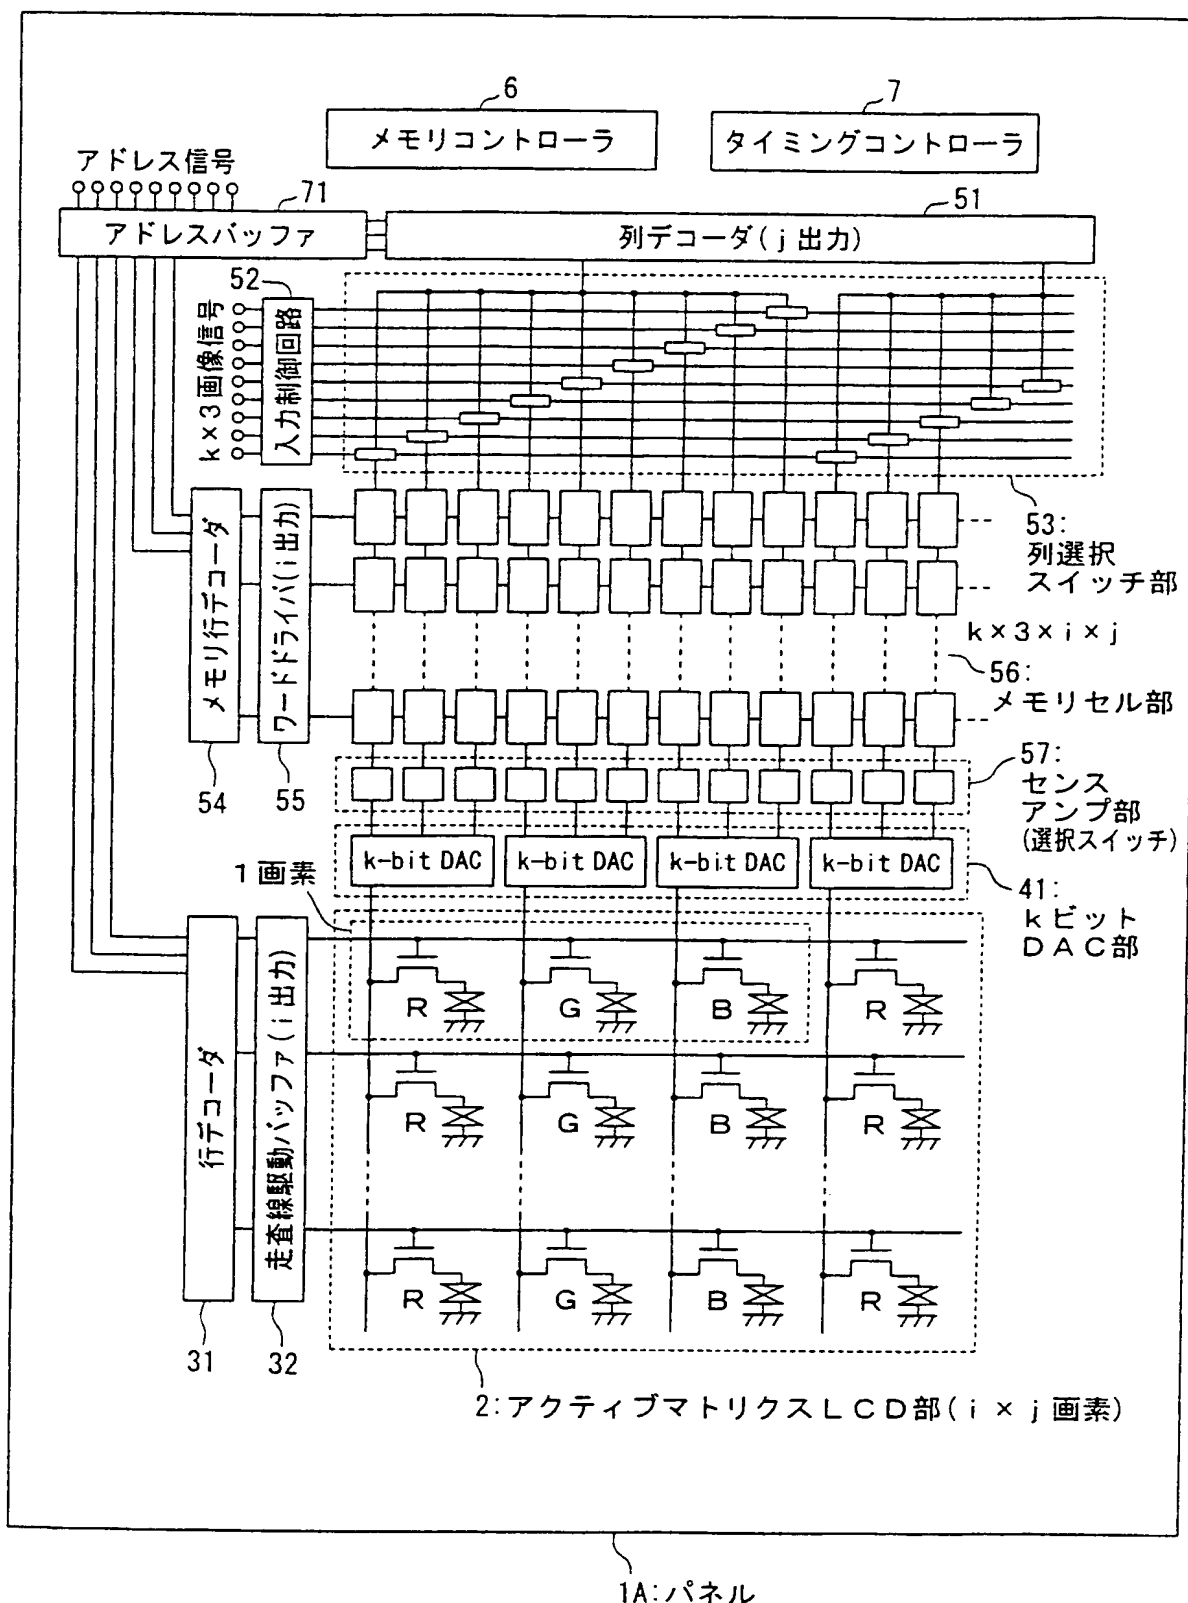 6
メモリコントローラ
7
タイミングコントローラ
アドレス信号
71
アドレスバッファ
51
列デコーダ(j出力)
52
k×3画像信号
入力制御回路
53:
列選択
スイッチ部
メモリ行デコーダ
ワードドライバ(i出力)
k×3×i×j
56:
メモリセル部
54
55
57:
センス
アンプ部
(選択スイッチ)
k-bit DAC
k-bit DAC
k-bit DAC
k-bit DAC
1画素
41:
kビット
DAC部
行デコーダ
走査線駆動バッファ(i出力)
R
G
B
R
R
G
B
R
R
G
B
R
31
32
2:アクティブマトリクスLCD部(i×j画素)
1A:パネル